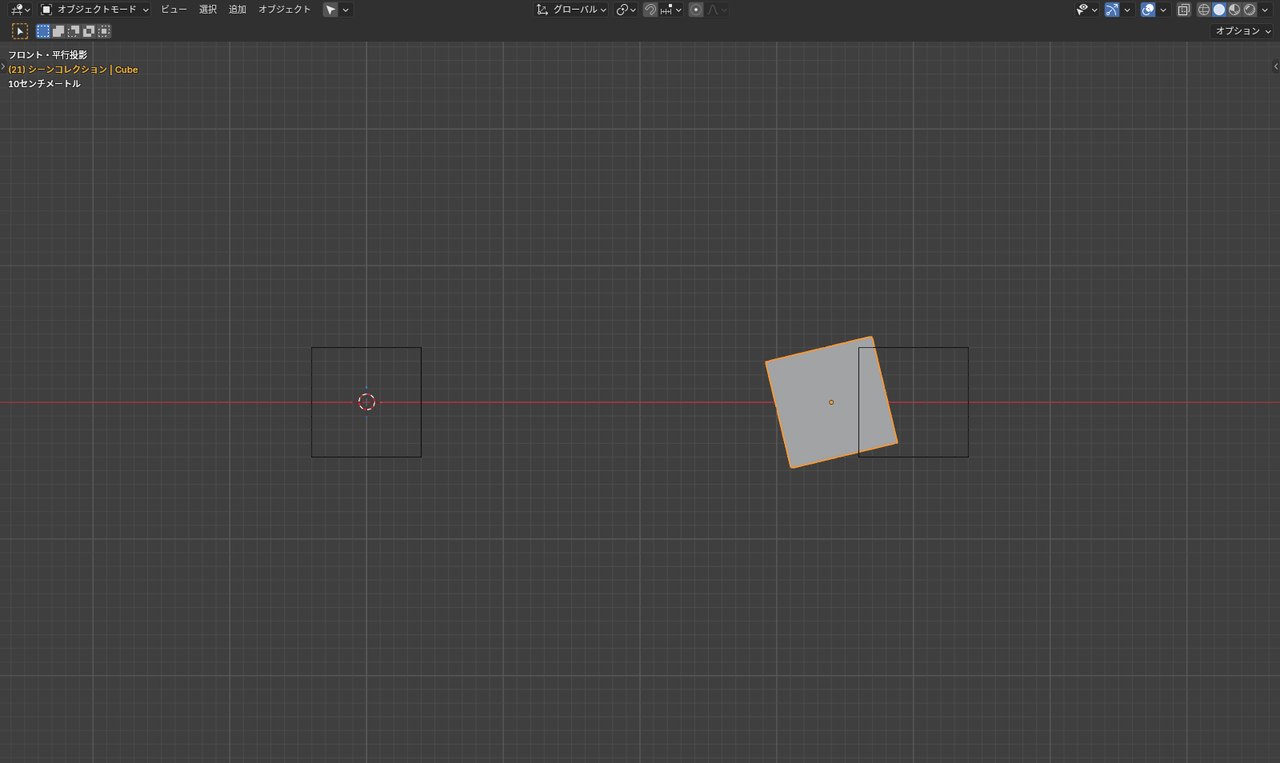 オブジェクトモード ビュー 選択 追加 オブジェクト グローバル
オプション
フロント・平行投影
(21) シーンコレクション | Cube
10センチメートル